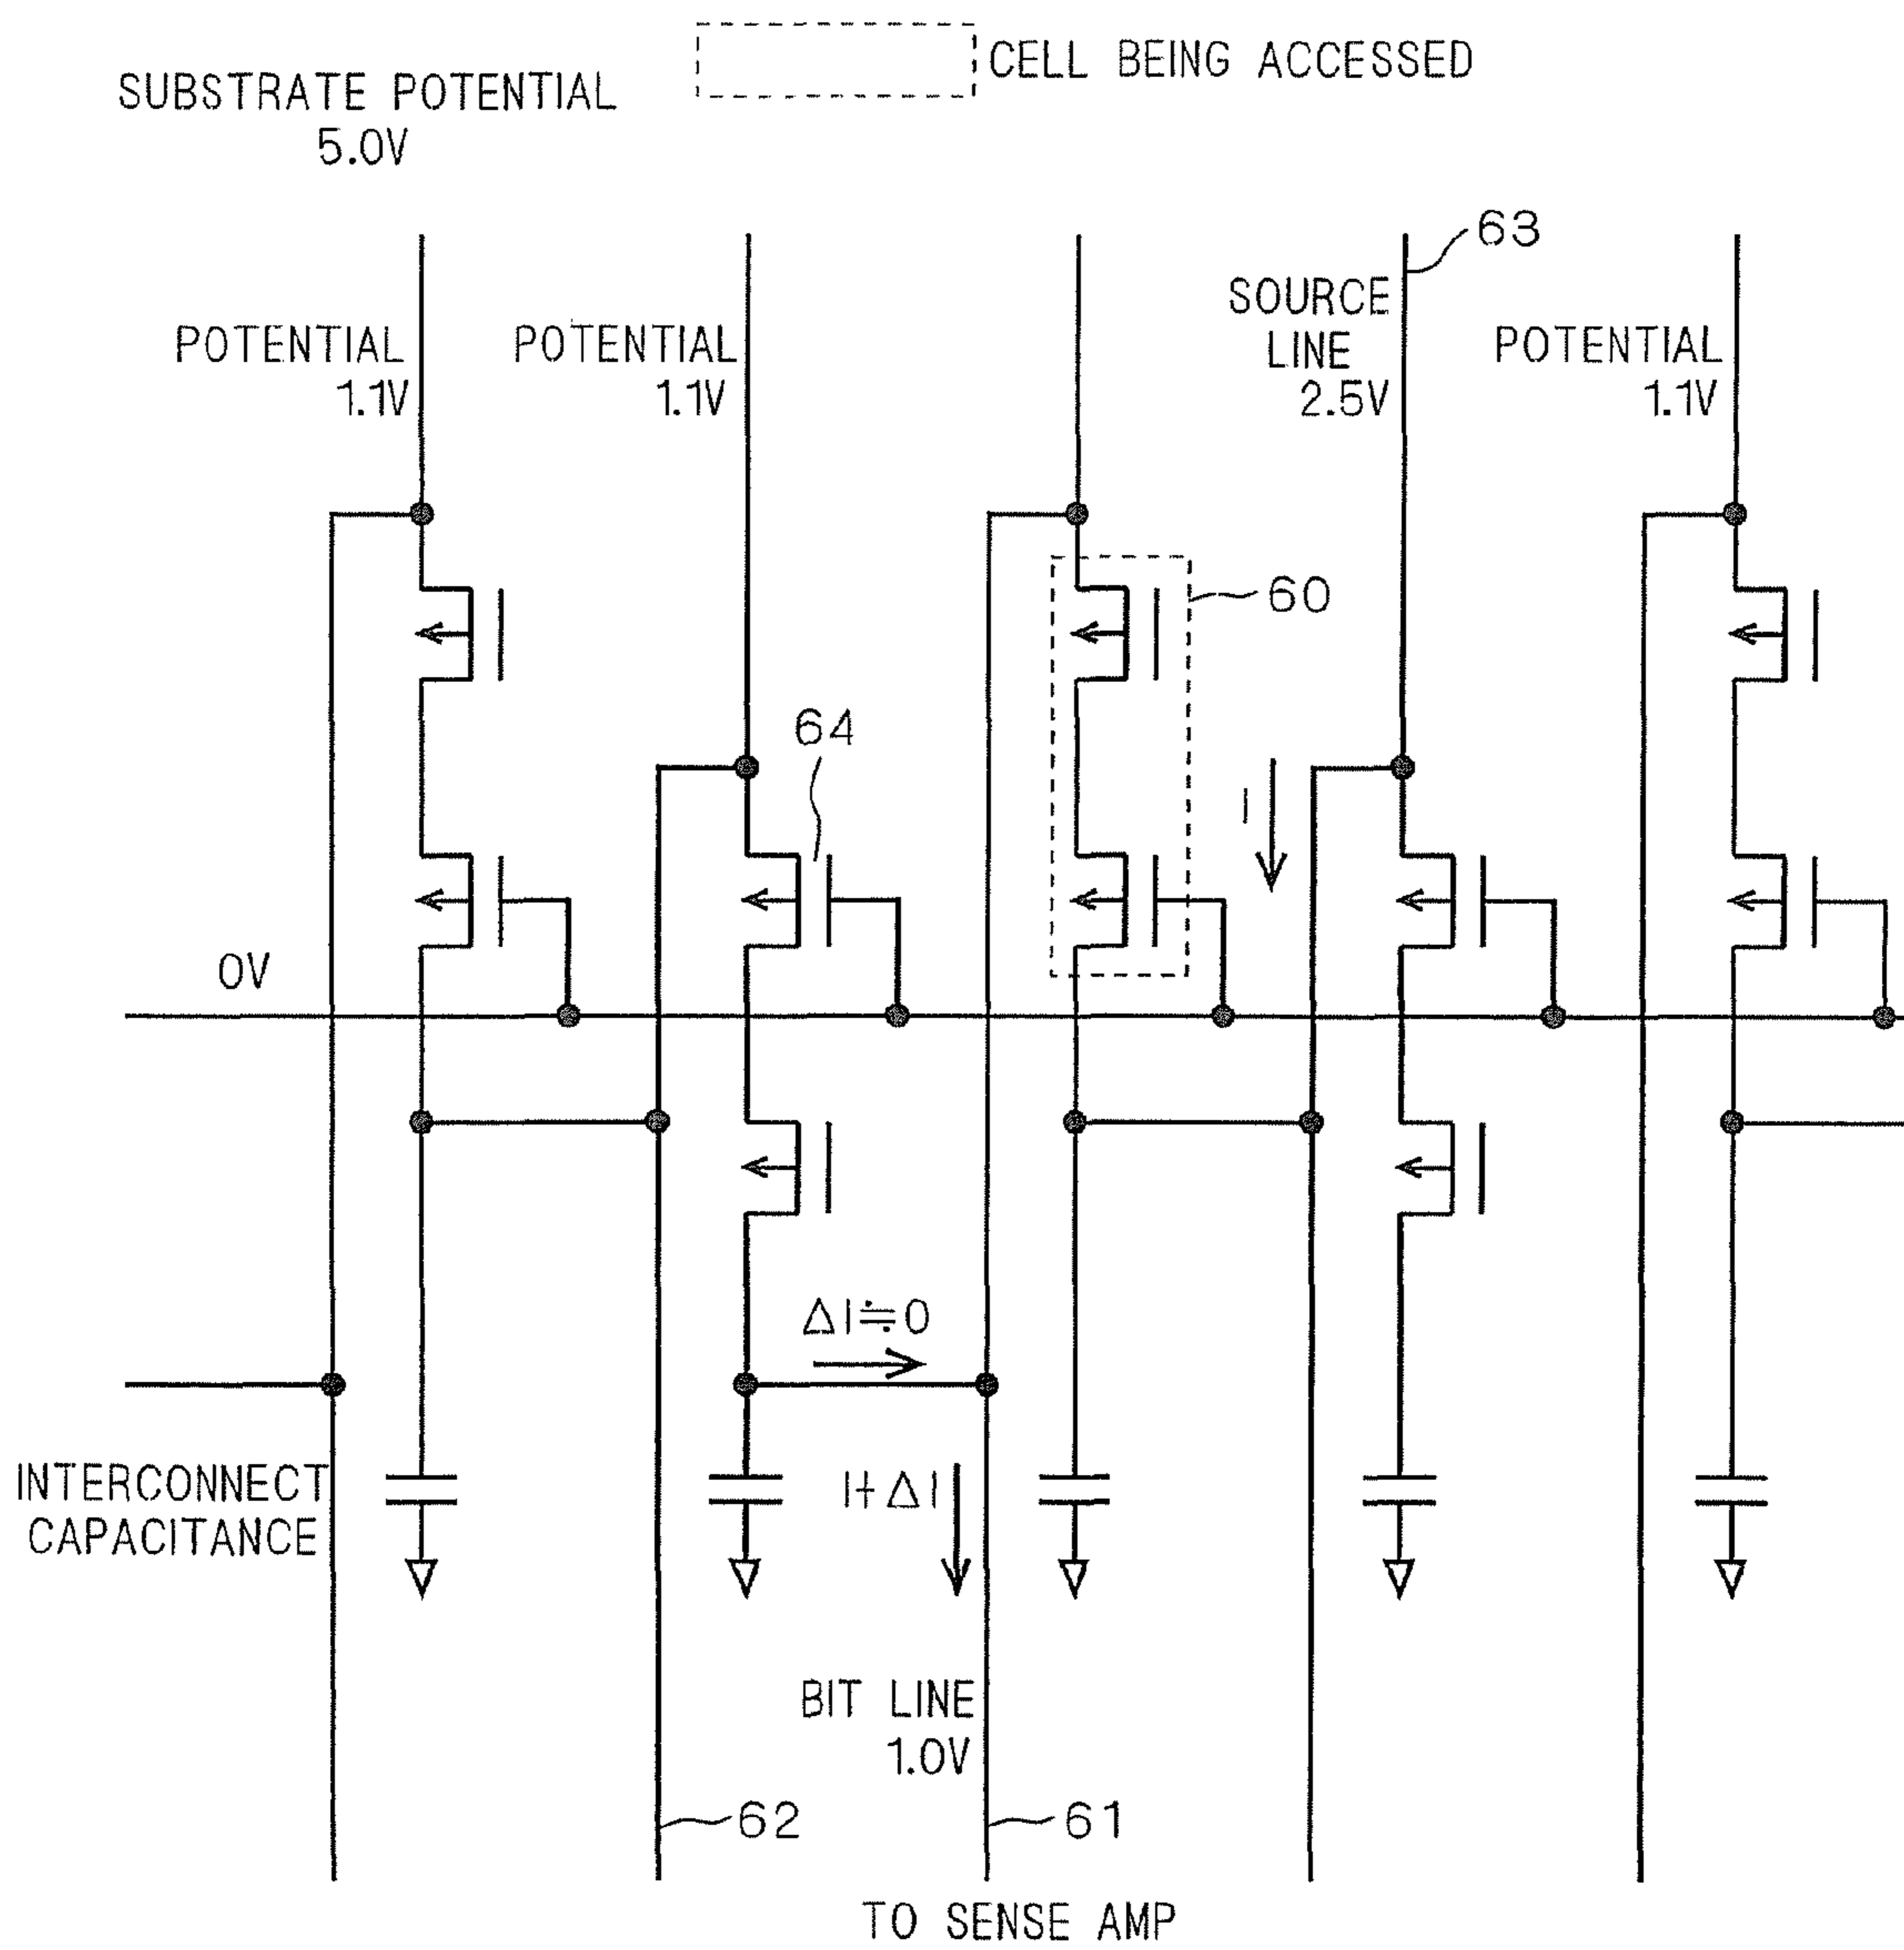 CELL BEING ACCESSED
SUBSTRATE POTENTIAL
5.0V
63
SOURCE
LINE
2.5V
POTENTIAL
1.1V
POTENTIAL
1.1V
POTENTIAL
1.1V
60
64
I
0V
ΔI≒0
INTERCONNECT
CAPACITANCE
I+ΔI
BIT LINE
1.0V
62
61
TO SENSE AMP